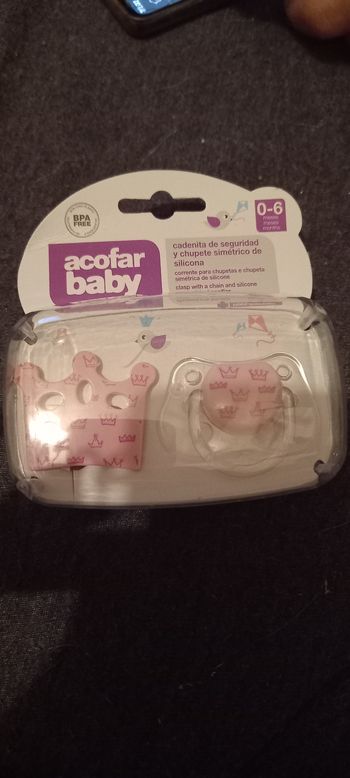 BPA
FREE
0-6
meses
meses
months
acofar
baby
cadenita de seguridad
y chupete simétrico de
silicona
corrente para chupetas e chupeta
simétrica de silicone
clasp with a chain and silicone